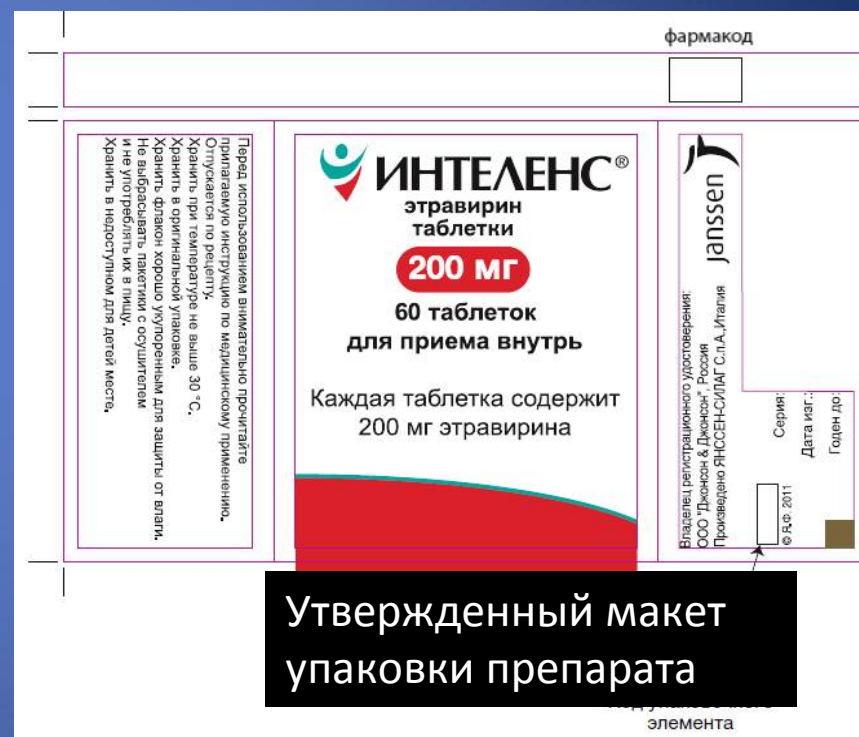 фармакод
Перед использованием внимательно прочитайте
прилагаемую инструкцию по медицинскому применению.
Отпускается по рецепту.
Хранить при температуре не выше 30 °C.
Хранить в оригинальной упаковке.
Хранить флакон хорошо укупоренным для защиты от влаги.
Не выбрасывать пакетики с осушителем
и не употреблять их в пищу.
Хранить в недоступном для детей месте.
ИНТЕЛЕНС®
этравирин
таблетки
200 мг
60 таблеток
для приема внутрь
Каждая таблетка содержит
200 мг этравирина
janssen
Владелец регистрационного удостоверения:
ООО "Джонсон & Джонсон", Россия
Произведено ЯНССЕН-СИЛАГ С.п.А.,Италия
© Я.Ф. 2011
Серия:
Дата изг.:
Годен до:
Утвержденный макет
упаковки препарата
элемента